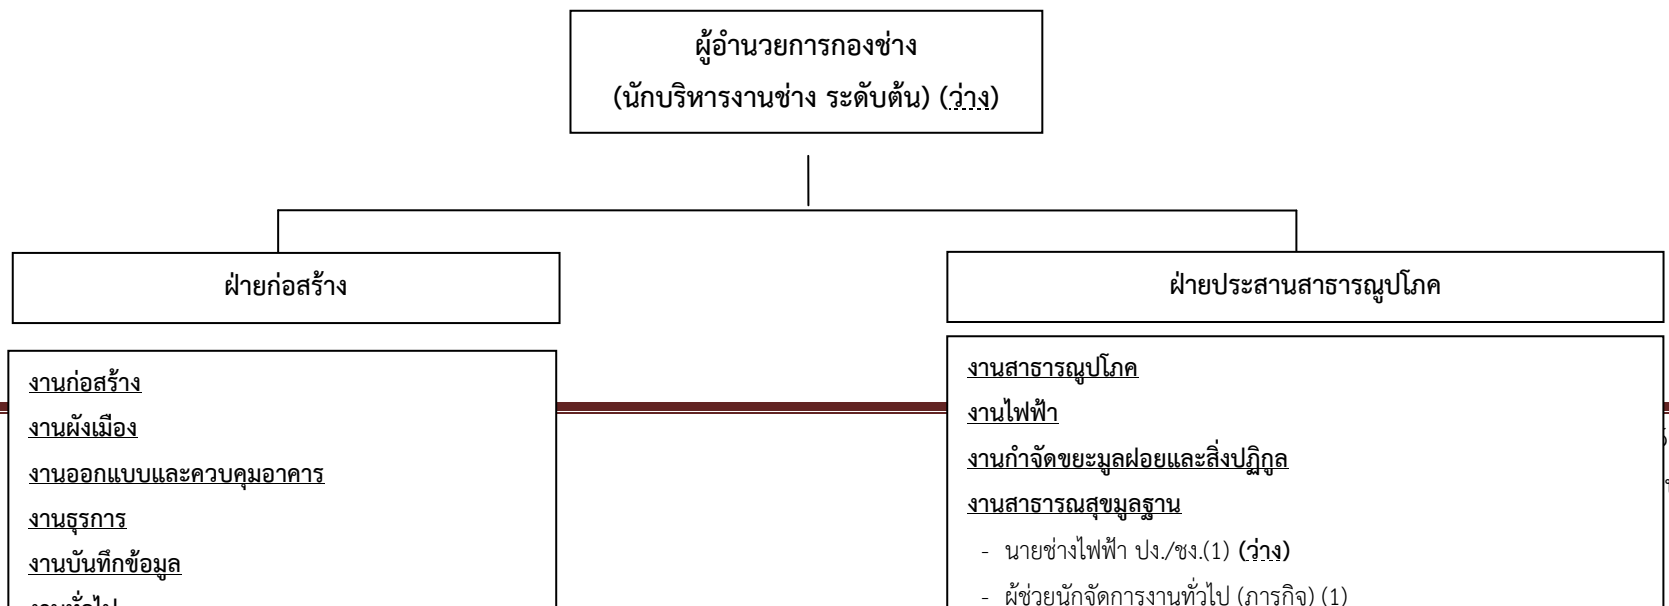 ผู้อำนวยการกองช่าง
(นักบริหารงานช่าง ระดับต้น) (ว่าง)
ฝ่ายก่อสร้าง
งานก่อสร้าง
งานผังเมือง
งานออกแบบและควบคุมอาคาร
งานธุรการ
งานบันทึกข้อมูล
งานทั่วไป
ฝ่ายประสานสาธารณูปโภค
งานสาธารณูปโภค
งานไฟฟ้า
งานกำจัดขยะมูลฝอยและสิ่งปฏิกูล
งานสาธารณสุขมูลฐาน
- นายช่างไฟฟ้า ปง./ชง.(1) (ว่าง)
- ผู้ช่วยนักจัดการงานทั่วไป (ภารกิจ) (1)